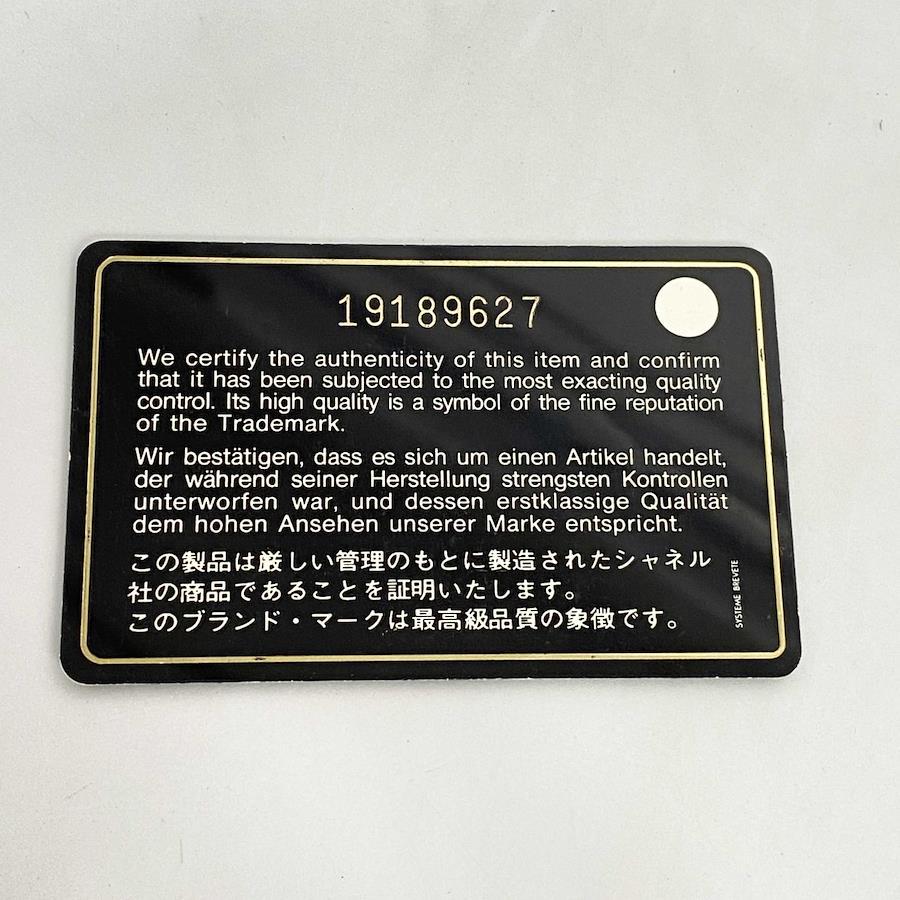 19189627
We certify the authenticity of this item and confirm
that it has been subjected to the most exacting quality
control. Its high quality is a symbol of the fine reputation
of the Trademark.
Wir bestätigen, dass es sich um einen Artikel handelt,
der während seiner Herstellung strengsten Kontrollen
unterworfen war, und dessen erstklassige Qualität
dem hohen Ansehen unserer Marke entspricht.
この製品は厳しい管理のもとに製造されたシャネル
社の商品であることを証明いたします。
このブランド・マークは最高級品質の象徴です。
SYSTEME BREVETE